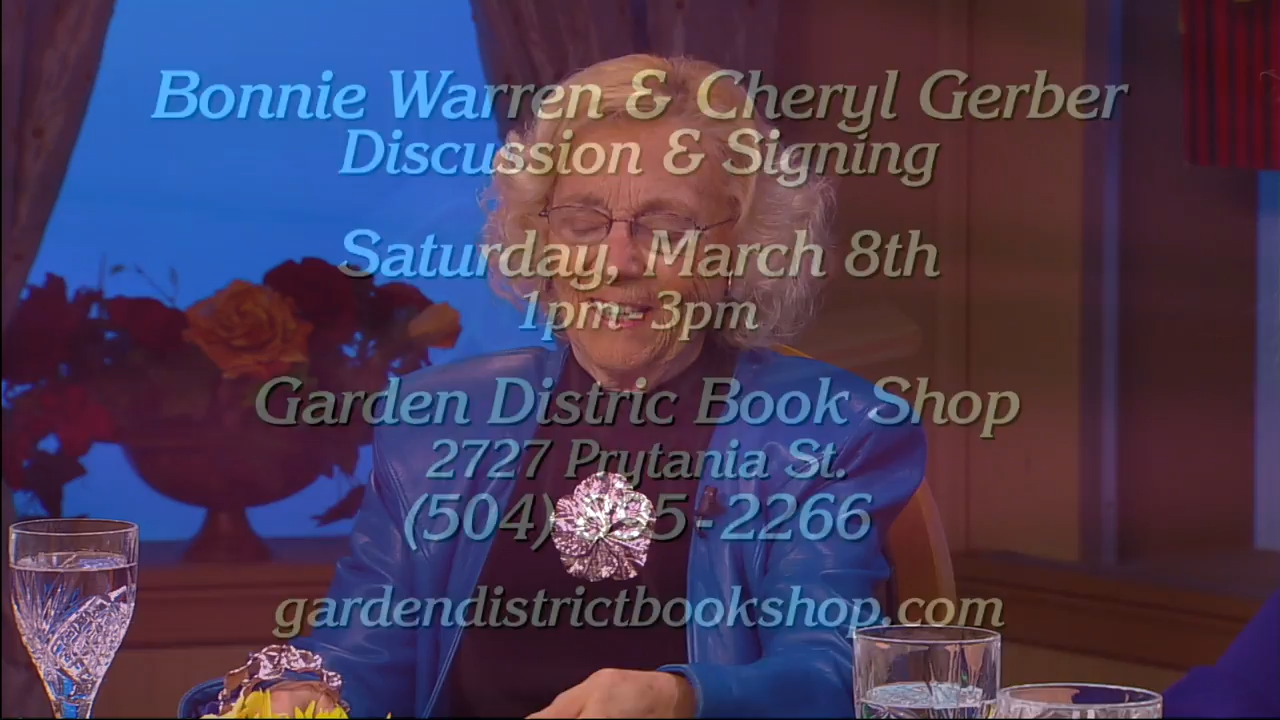 Bonnie Warren & Cheryl Gerber
Discussion & Signing
Saturday, March 8th
1pm-3pm
Garden Distric Book Shop
2727 Prytania St.
(504) 5-2266
gardendistrictbookshop.com